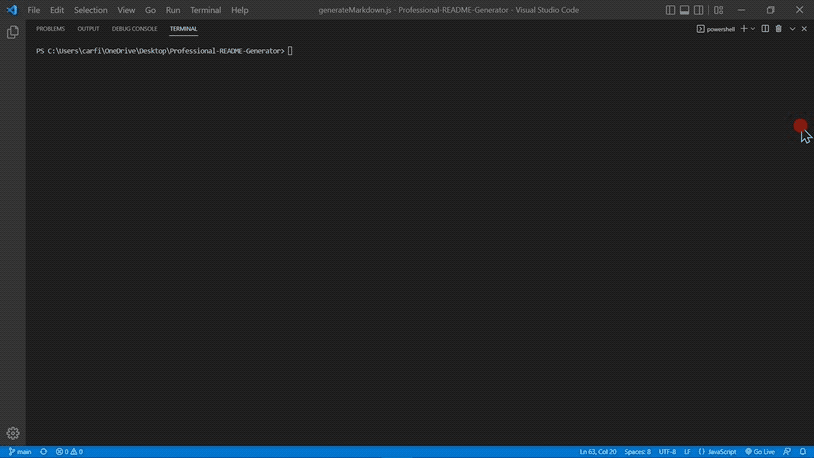 File Edit Selection View Go Run Terminal Help generateMarkdown.js - Professional-README-Generator - Visual Studio Code
PROBLEMS OUTPUT DEBUG CONSOLE TERMINAL powershell
PS C:\Users\carfi\OneDrive\Desktop\Professional-README-Generator>
main 0 0 Ln 63, Col 20 Spaces: 8 UTF-8 LF {} JavaScript Go Live